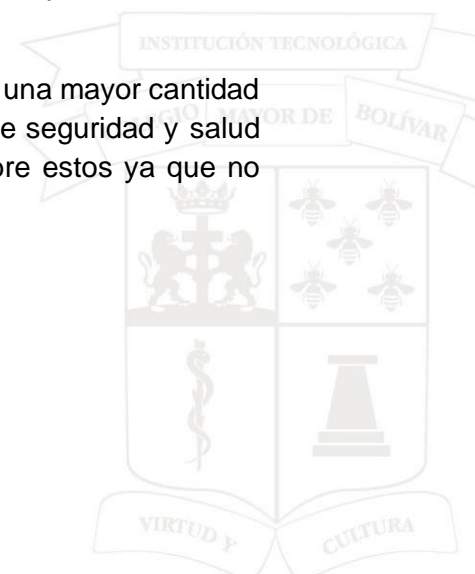 INSTITUCIÓN TECNOLÓGICA
una mayor cantidad
MAYOR DE BOLÍVAR
e seguridad y salud
ore estos ya que no
VIRTUD Y CULTURA